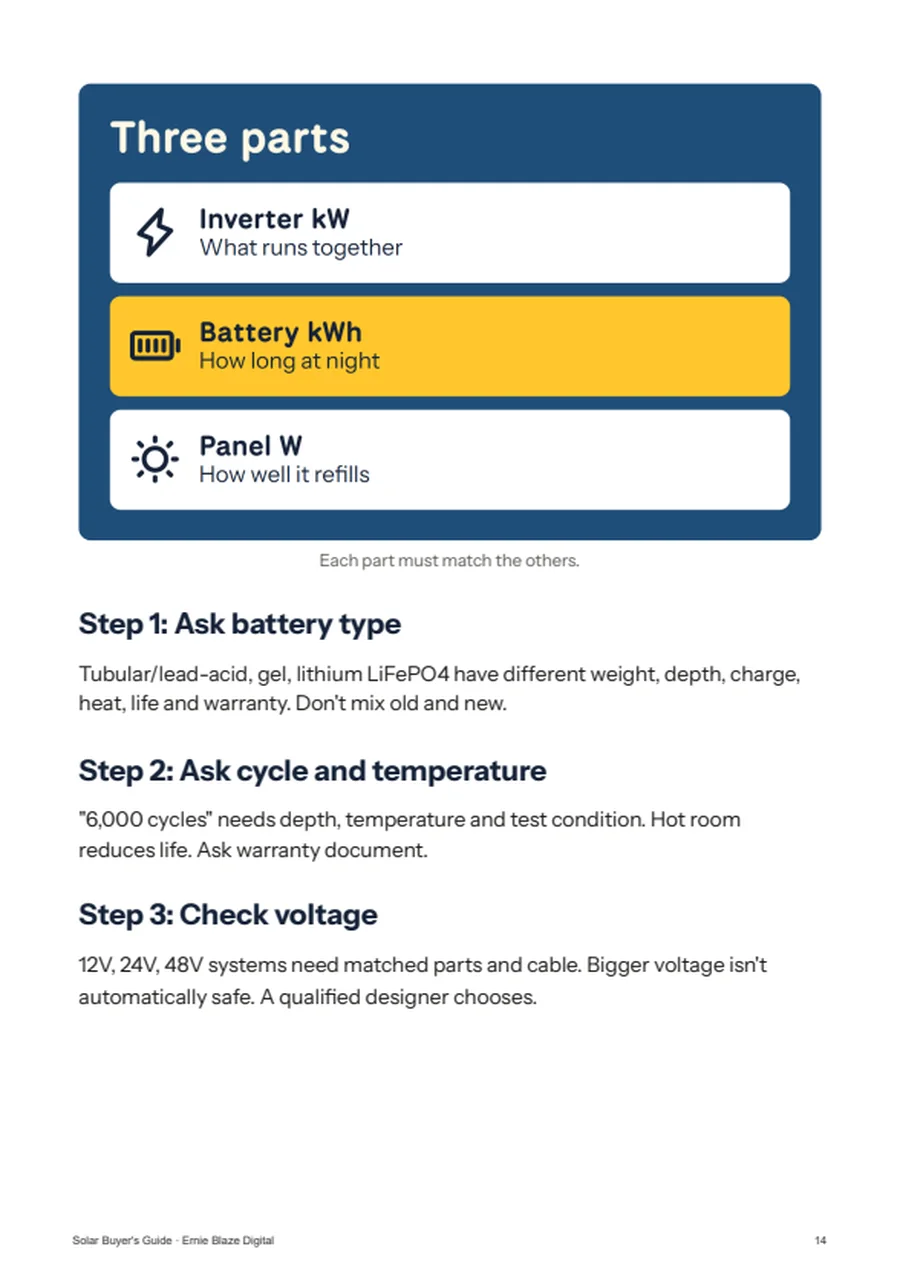 Three parts
Inverter kW
What runs together
Battery kWh
How long at night
Panel W
How well it refills
Each part must match the others.
Step 1: Ask battery type
Tubular/lead-acid, gel, lithium LiFePO4 have different weight, depth, charge,
heat, life and warranty. Don't mix old and new.
Step 2: Ask cycle and temperature
"6,000 cycles" needs depth, temperature and test condition. Hot room
reduces life. Ask warranty document.
Step 3: Check voltage
12V, 24V, 48V systems need matched parts and cable. Bigger voltage isn't
automatically safe. A qualified designer chooses.
Solar Buyer's Guide · Ernie Blaze Digital
14